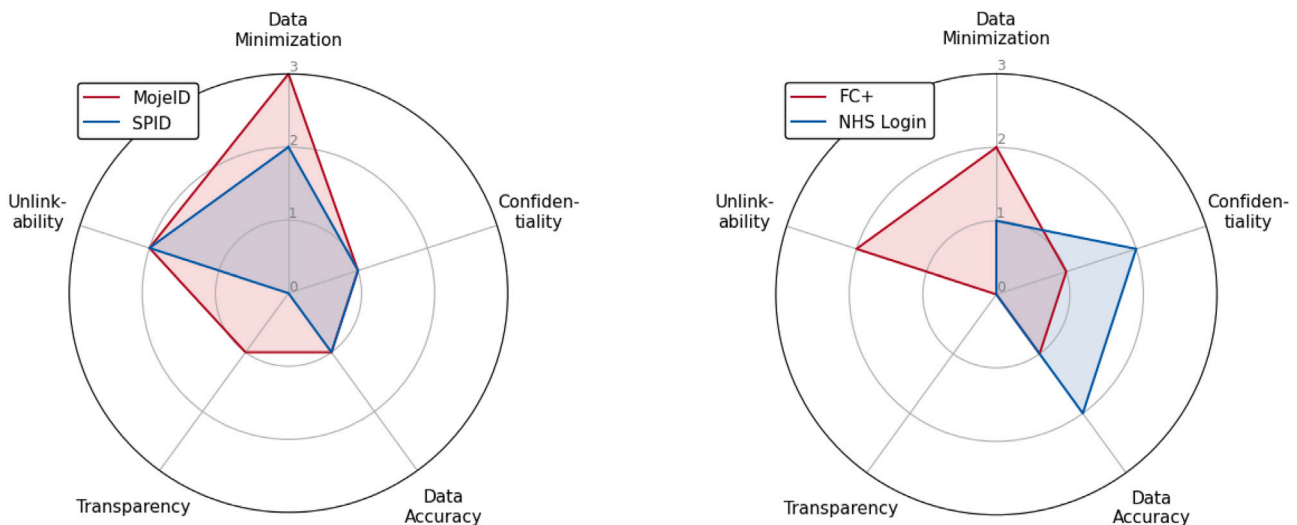 Data
Minimization
3
MojeID
SPID
2
Unlink-
ability
Confiden-
tiality
1
0
Transparency
Data
Accuracy
Data
Minimization
3
FC+
NHS Login
2
Unlink-
ability
Confiden-
tiality
1
0
Transparency
Data
Accuracy